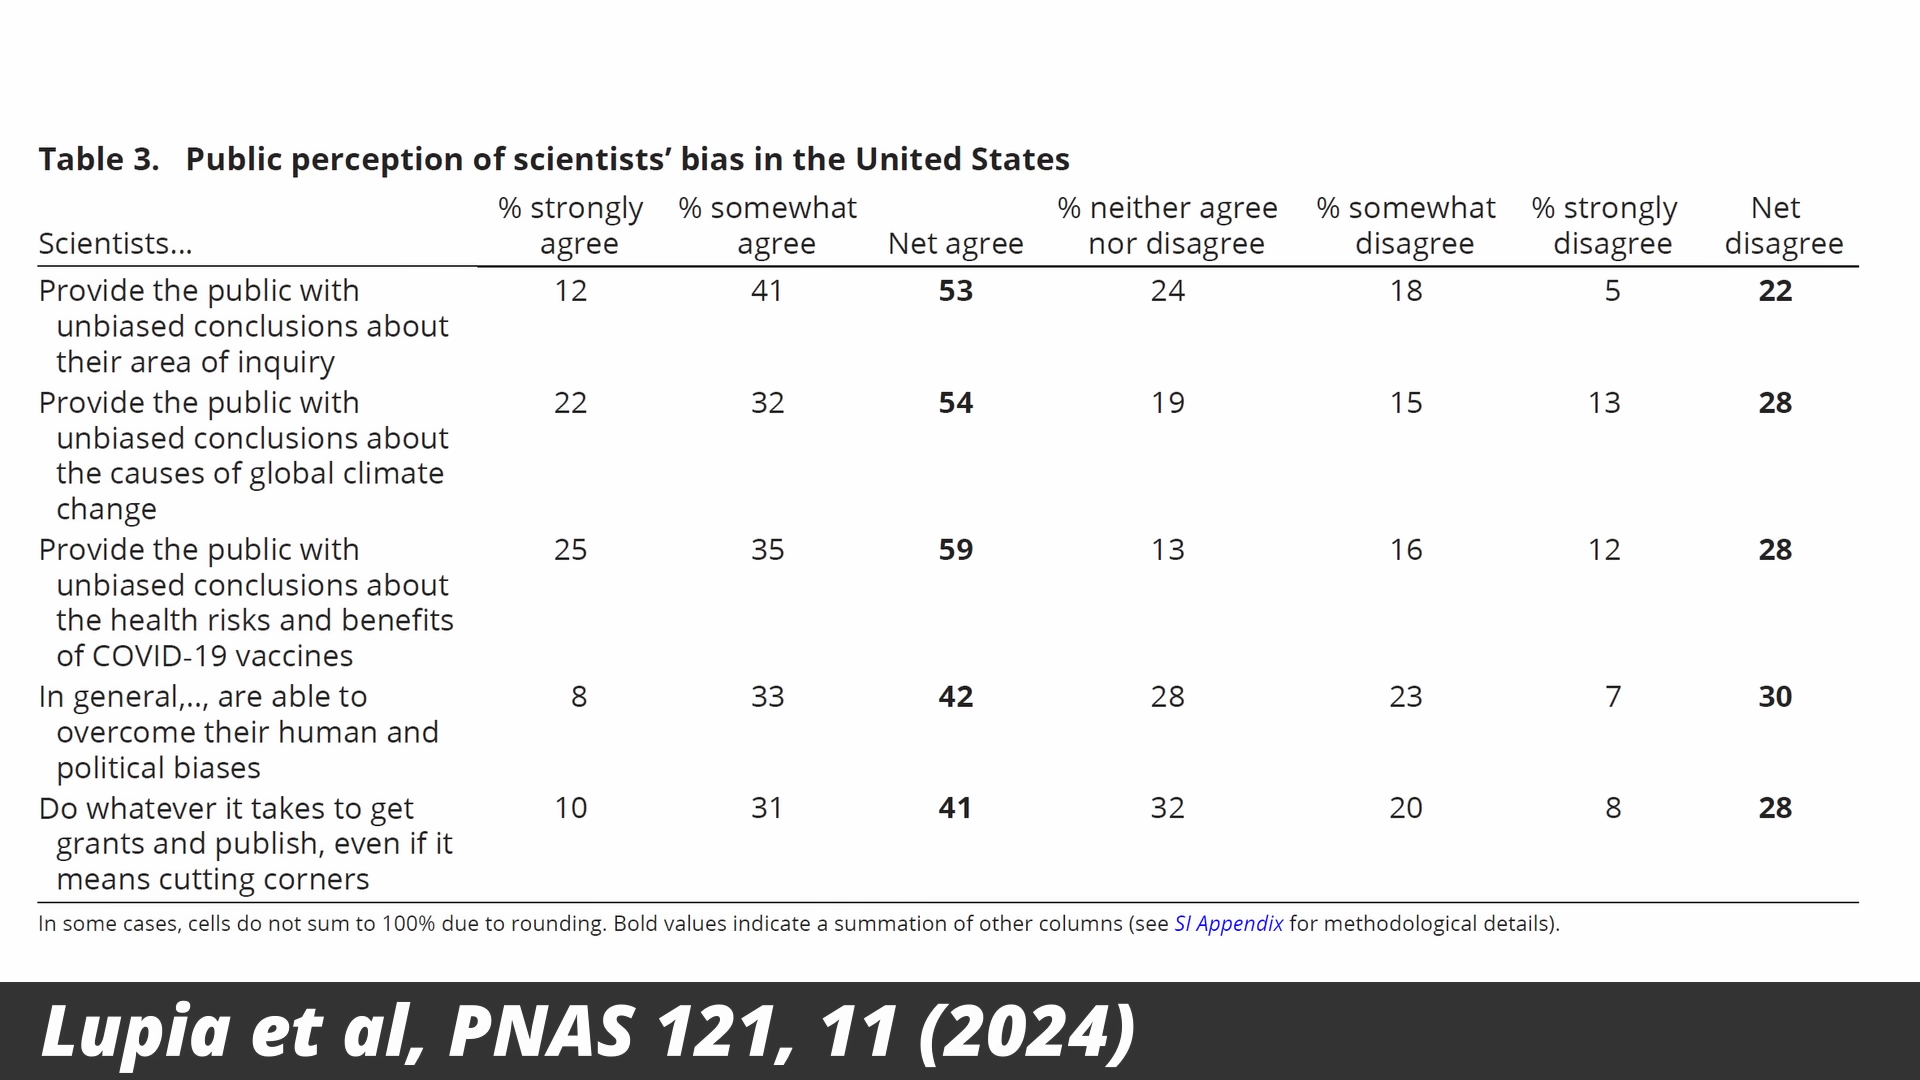 Table 3. Public perception of scientists’ bias in the United States
Scientists... % strongly agree % somewhat agree Net agree % neither agree nor disagree % somewhat disagree % strongly disagree Net disagree
Provide the public with 12 41 53 24 18 5 22
unbiased conclusions about
their area of inquiry
Provide the public with 22 32 54 19 15 13 28
unbiased conclusions about
the causes of global climate
change
Provide the public with 25 35 59 13 16 12 28
unbiased conclusions about
the health risks and benefits
of COVID-19 vaccines
In general,.., are able to 8 33 42 28 23 7 30
overcome their human and
political biases
Do whatever it takes to get 10 31 41 32 20 8 28
grants and publish, even if it
means cutting corners
In some cases, cells do not sum to 100% due to rounding. Bold values indicate a summation of other columns (see SI Appendix for methodological details).
Lupia et al, PNAS 121, 11 (2024)